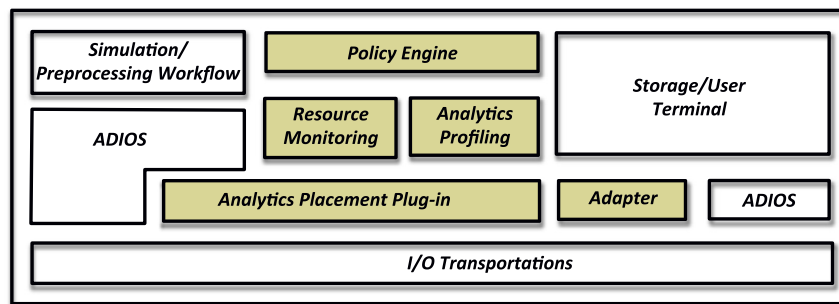 Simulation/
Preprocessing Workflow
Policy Engine
Storage/User
Terminal
ADIOS
Resource
Monitoring
Analytics
Profiling
Analytics Placement Plug-in
Adapter
ADIOS
I/O Transportations